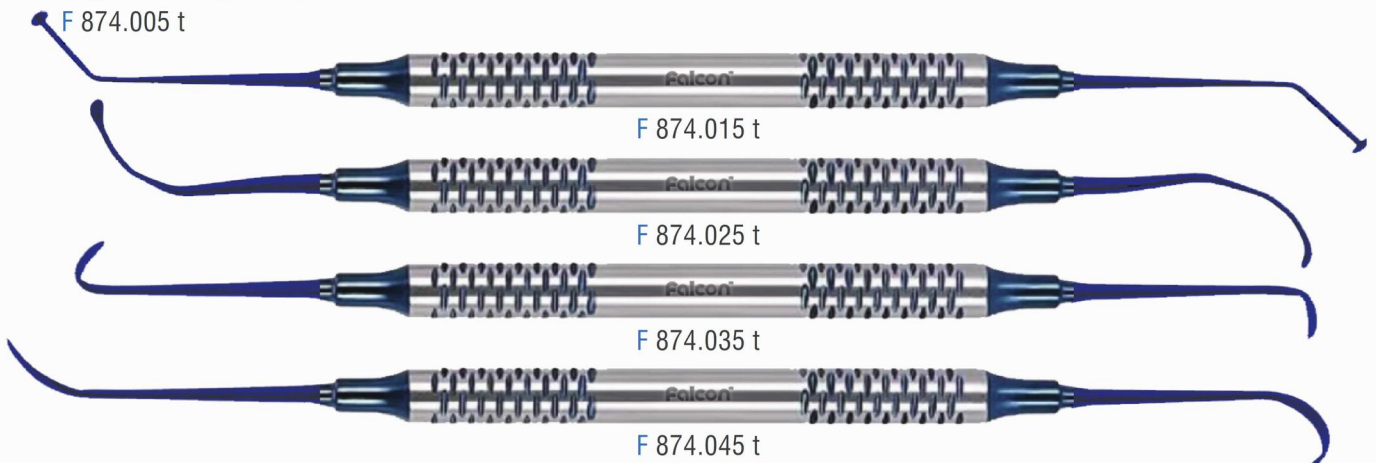 F 874.005 t
Falcon
F 874.015 t
Falcon
F 874.025 t
Falcon
F 874.035 t
Falcon
F 874.045 t